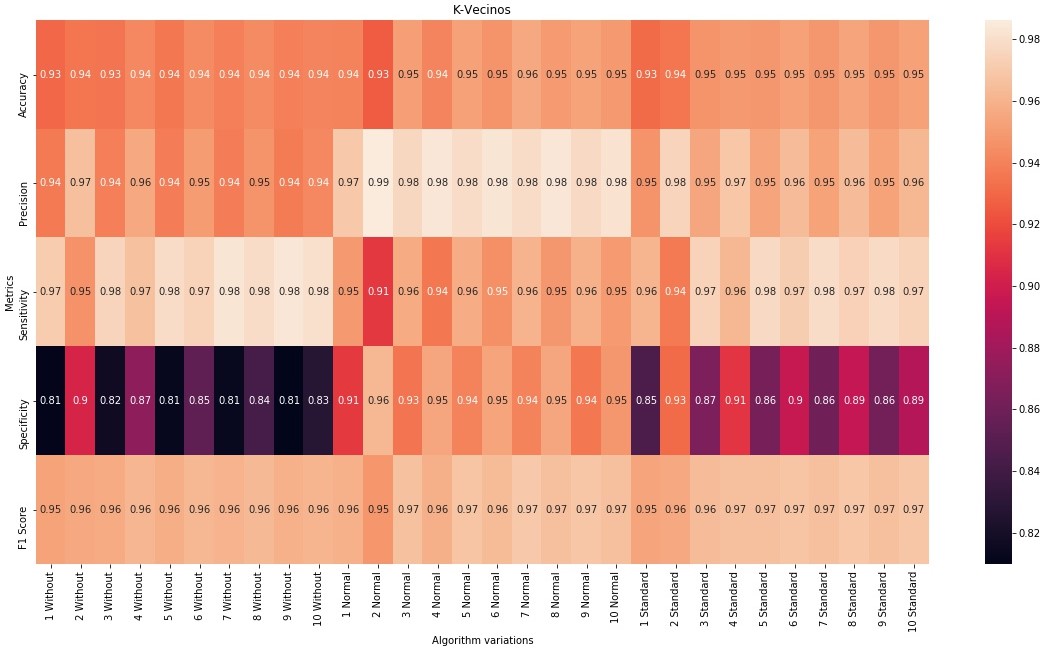 K-Vecinos
Accuracy 0.93 0.94 0.93 0.94 0.94 0.94 0.94 0.94 0.94 0.94 0.94 0.93 0.95 0.94 0.95 0.95 0.96 0.95 0.95 0.95 0.93 0.94 0.95 0.95 0.95 0.95 0.95 0.95 0.95 0.95
Precision 0.94 0.97 0.94 0.96 0.94 0.95 0.94 0.95 0.94 0.94 0.97 0.99 0.98 0.98 0.98 0.98 0.98 0.98 0.98 0.98 0.95 0.98 0.95 0.97 0.95 0.96 0.95 0.96 0.95 0.96
Metrics
Sensitivity 0.97 0.95 0.98 0.97 0.98 0.97 0.98 0.98 0.98 0.98 0.95 0.91 0.96 0.94 0.96 0.95 0.96 0.95 0.96 0.95 0.96 0.94 0.97 0.96 0.98 0.97 0.98 0.97 0.98 0.97
Specificity 0.81 0.9 0.82 0.87 0.81 0.85 0.81 0.84 0.81 0.83 0.91 0.96 0.93 0.95 0.94 0.95 0.94 0.95 0.94 0.95 0.85 0.93 0.87 0.91 0.86 0.9 0.86 0.89 0.86 0.89
F1 Score 0.95 0.96 0.96 0.96 0.96 0.96 0.96 0.96 0.96 0.96 0.96 0.95 0.97 0.96 0.97 0.96 0.97 0.97 0.97 0.97 0.95 0.96 0.96 0.97 0.97 0.97 0.97 0.97 0.97 0.97
1 Without
2 Without
3 Without
4 Without
5 Without
6 Without
7 Without
8 Without
9 Without
10 Without
1 Normal
2 Normal
3 Normal
4 Normal
5 Normal
6 Normal
7 Normal
8 Normal
9 Normal
10 Normal
1 Standard
2 Standard
3 Standard
4 Standard
5 Standard
6 Standard
7 Standard
8 Standard
9 Standard
10 Standard
Algorithm variations
0.98
0.96
0.94
0.92
0.90
0.88
0.86
0.84
0.82